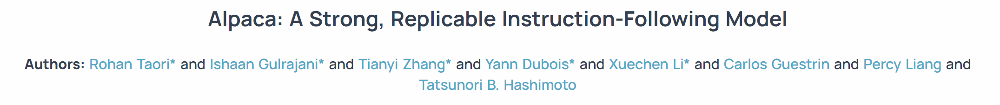 Alpaca: A Strong, Replicable Instruction-Following Model
Authors: Rohan Taori* and Ishaan Gulrajani* and Tianyi Zhang* and Yann Dubois* and Xuechen Li* and Carlos Guestrin and Percy Liang and
Tatsunori B. Hashimoto